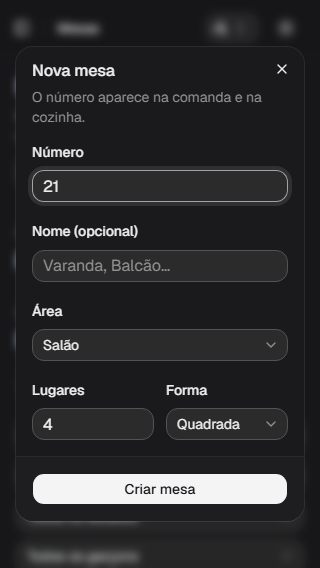 Nova mesa
O número aparece na comanda e na
cozinha.
Número
21
Nome (opcional)
Varanda, Balcão...
Área
Salão
Lugares
Forma
4
Quadrada
Criar mesa